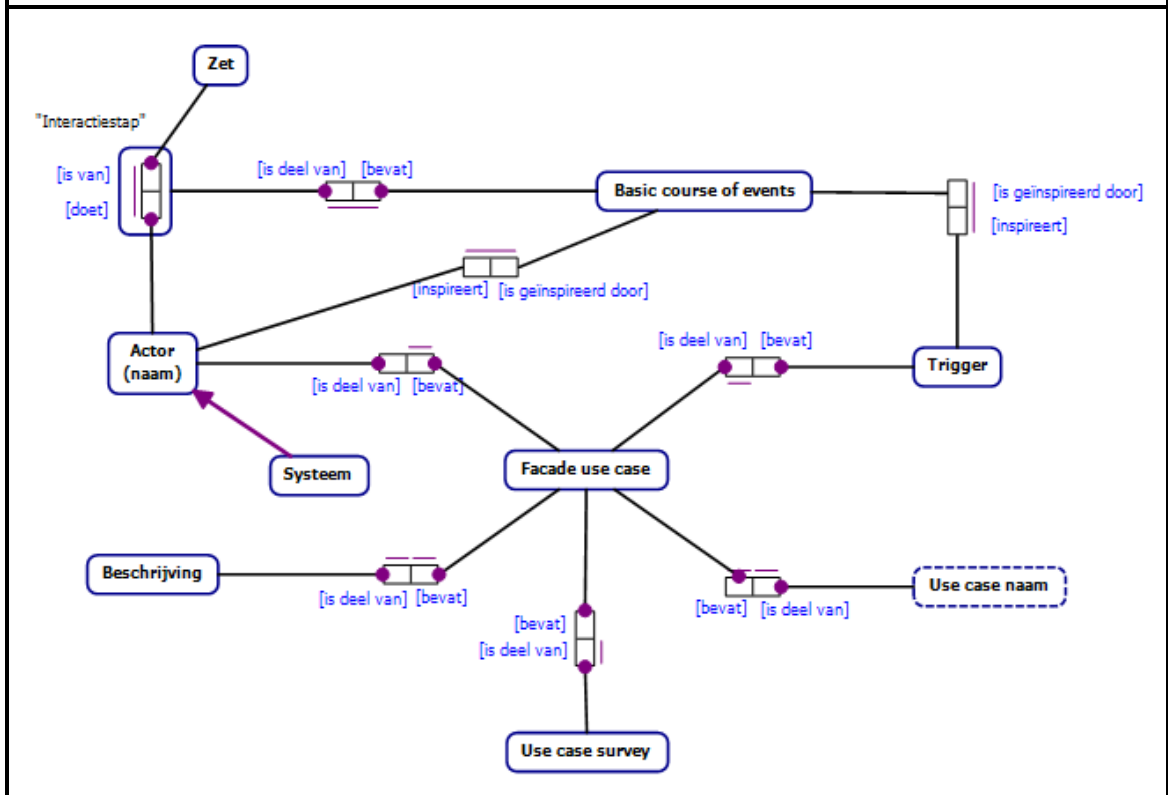 Zet
"Interactiestap"
[is van]
[doet]
[is deel van] [bevat]
Basic course of events
[is geïnspireerd door]
[inspireert]
[inspireert] [is geïnspireerd door]
Actor
(naam)
[is deel van] [bevat]
[is deel van] [bevat]
Trigger
Systeem
Facade use case
Beschrijving
[is deel van] [bevat]
[bevat]
[is deel van]
[bevat] [is deel van]
Use case naam
Use case survey